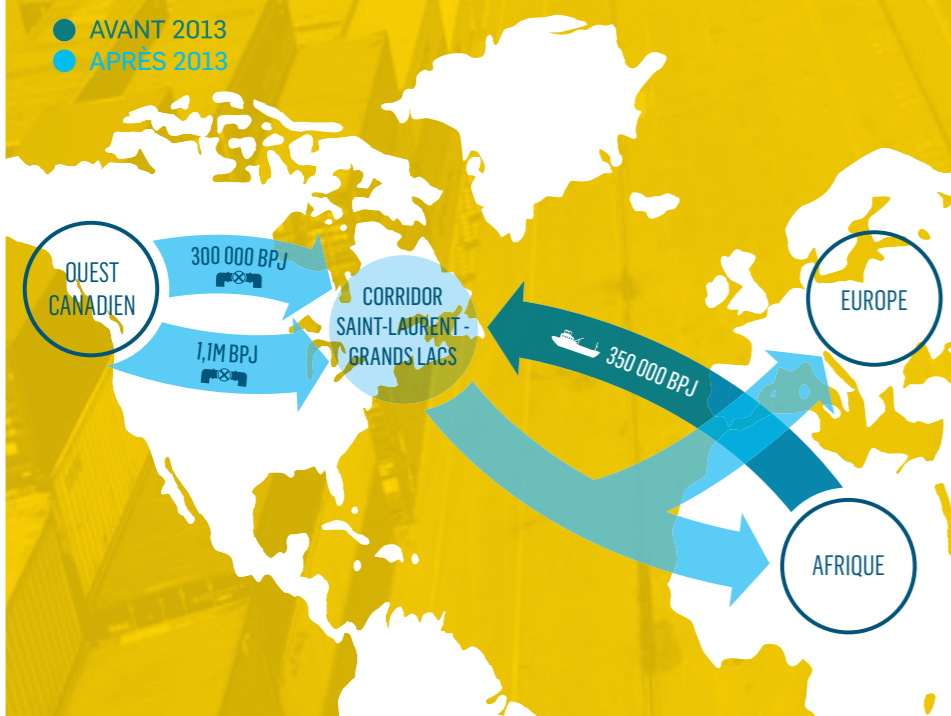 AVANT 2013
APRÈS 2013
OUEST
CANADIEN
300 000 BPJ
1,1M BPJ
CORRIDOR
SAINT-LAURENT -
GRANDS LACS
350 000 BPJ
EUROPE
AFRIQUE